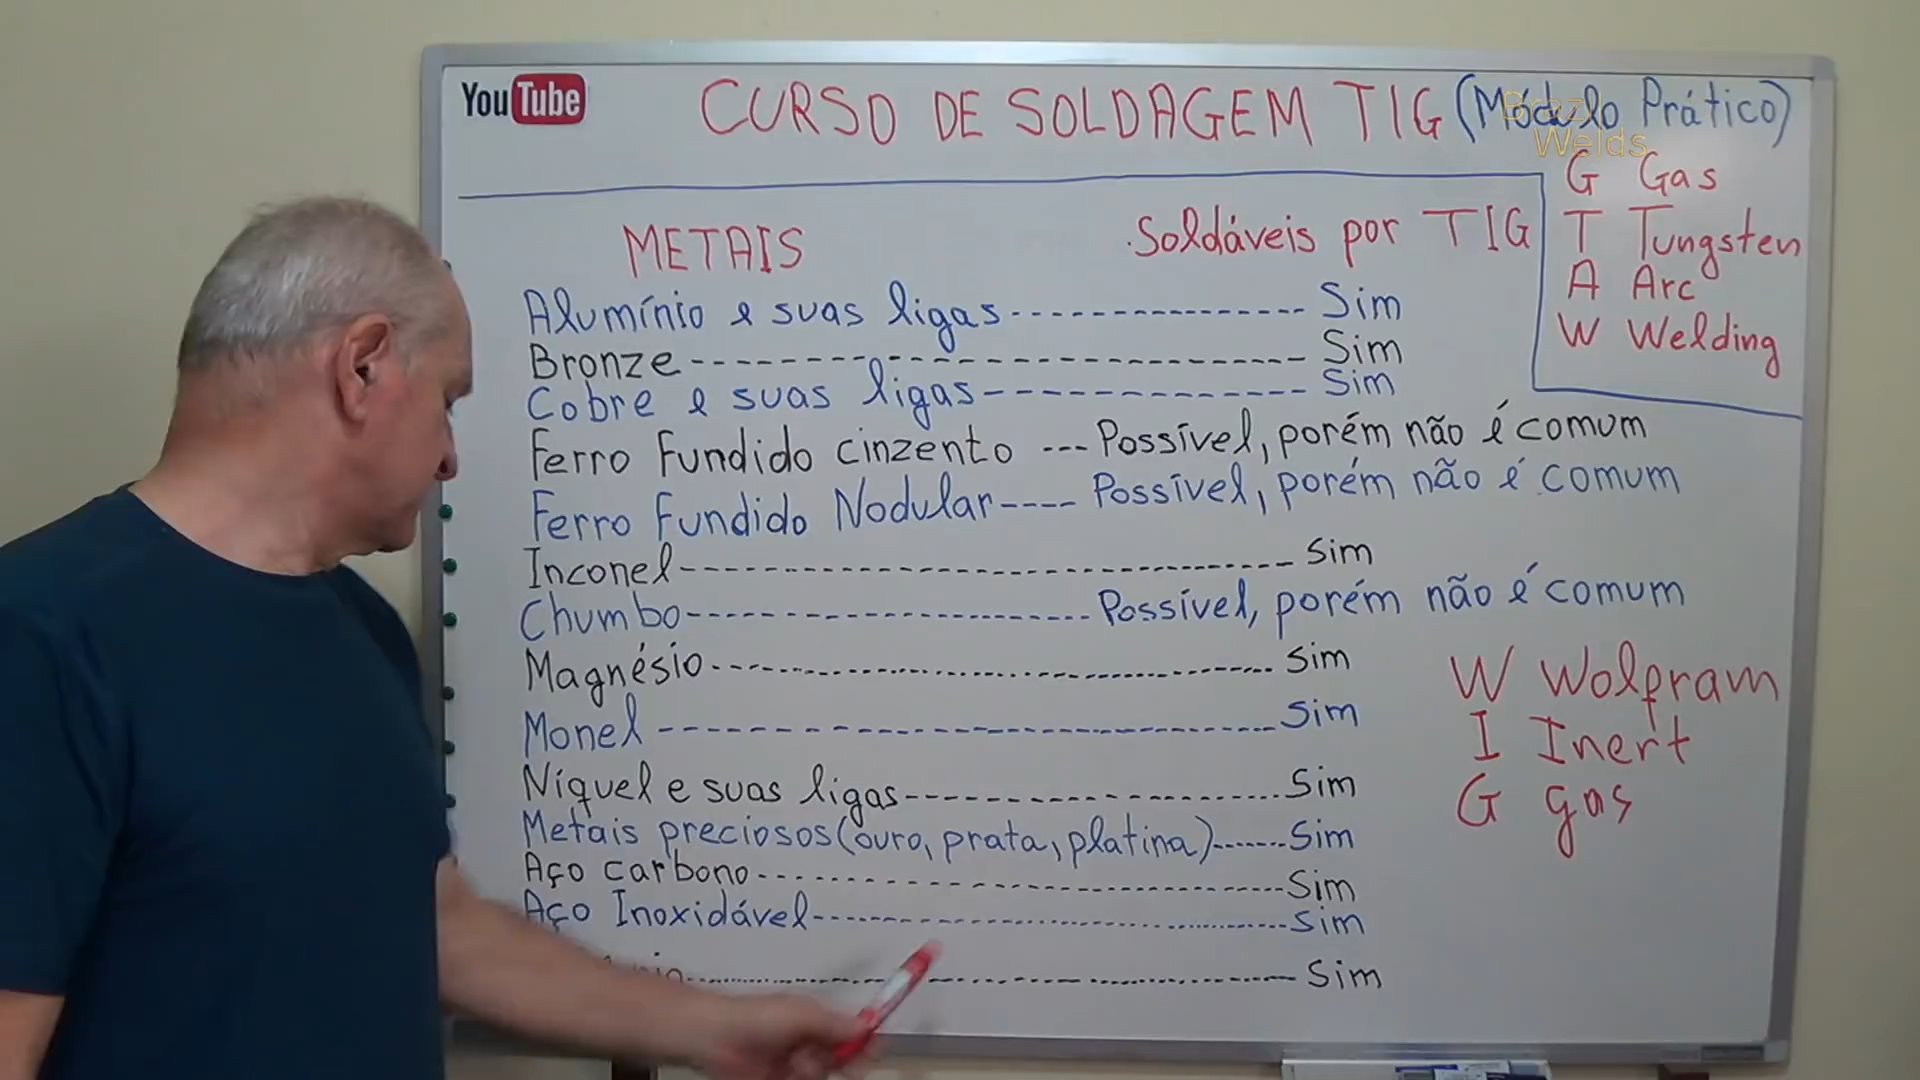 YouTube
CURSO DE SOLDAGEM TIG (Módulo Prático)
Brazil Welds
G Gas
T Tungsten
A Arc
W Welding
METAIS Soldáveis por TIG
Alumínio e suas ligas---------------- Sim
Bronze---------------------------- Sim
Cobre e suas ligas-------------- Sim
Ferro Fundido cinzento ---Possível, porém não é comum
Ferro Fundido Nodular---- Possível, porém não é comum
Inconel------------------------------ Sim
Chumbo--------------------Possível, porém não é comum
Magnésio---------------------------- Sim
Monel ----------------------------Sim
Níquel e suas ligas-------------------Sim
Metais preciosos(ouro, prata, platina)------Sim
Aço carbono--------------------------Sim
Aço Inoxidável------------------------Sim
------------------------------ Sim
W Wolfram
I Inert
G gas